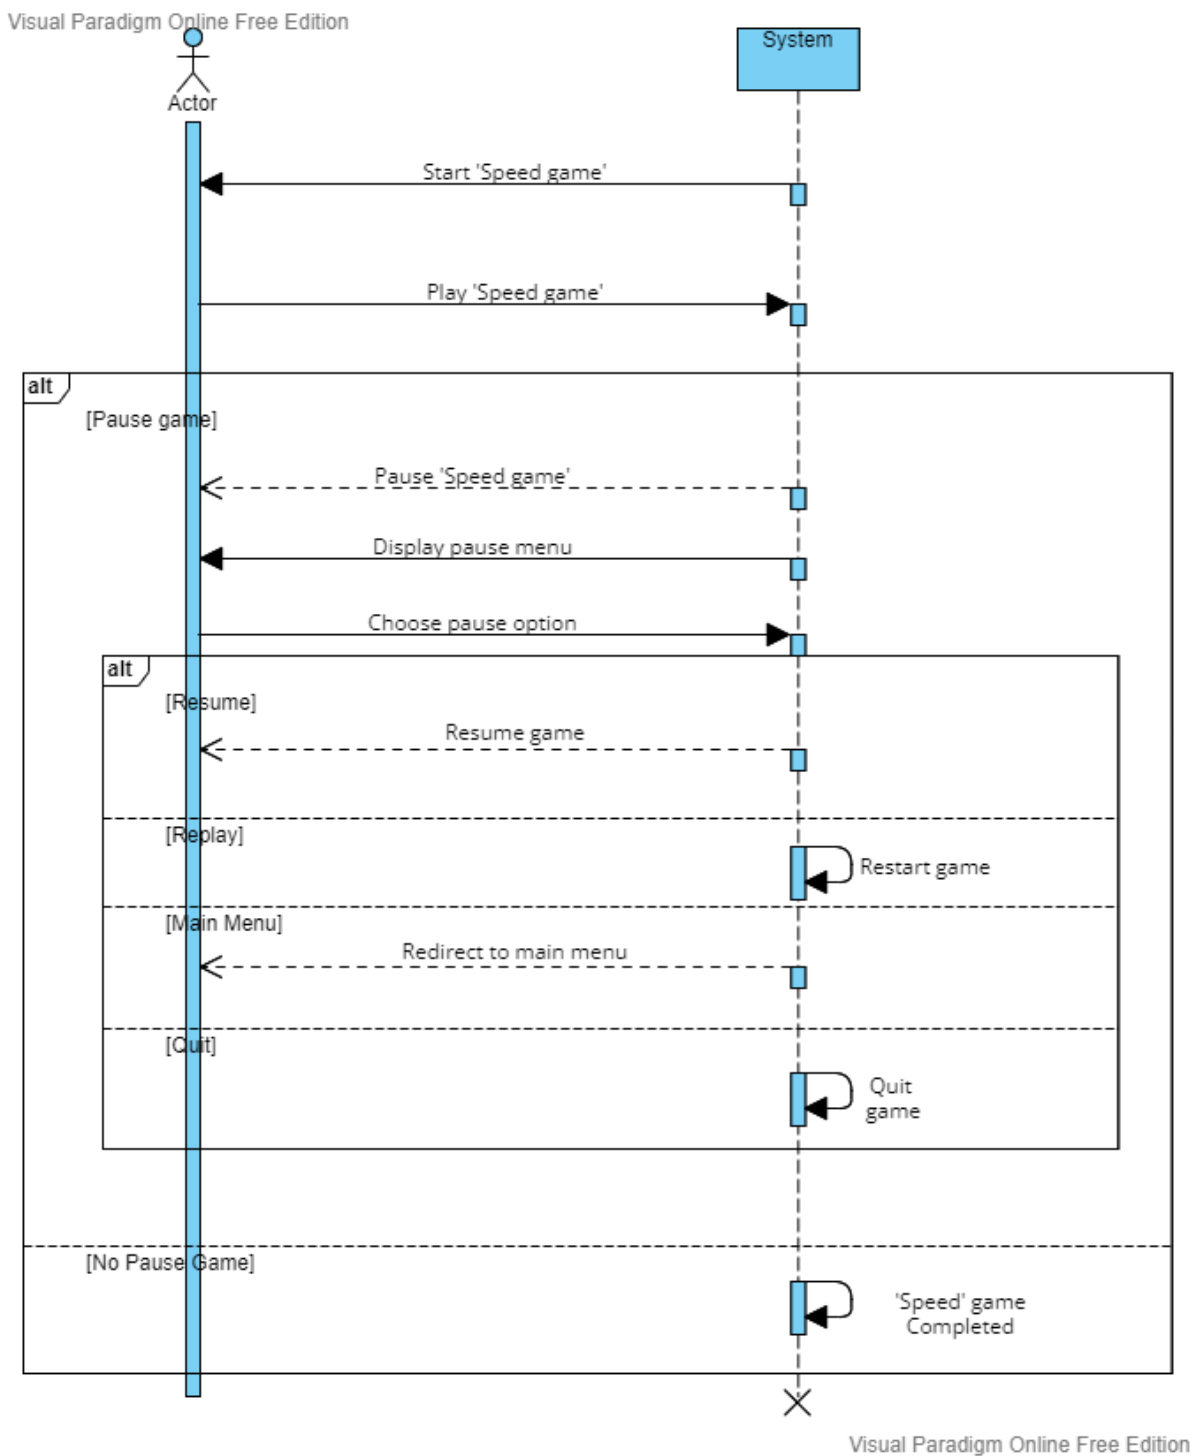 Visual Paradigm Online Free Edition
System
Actor
Start 'Speed game'
Play 'Speed game'
alt
[Pause game]
Pause 'Speed game'
Display pause menu
Choose pause option
alt
[Resume]
Resume game
[Replay]
Restart game
[Main Menu]
Redirect to main menu
[Quit]
Quit
game
[No Pause Game]
'Speed' game
Completed
Visual Paradigm Online Free Edition